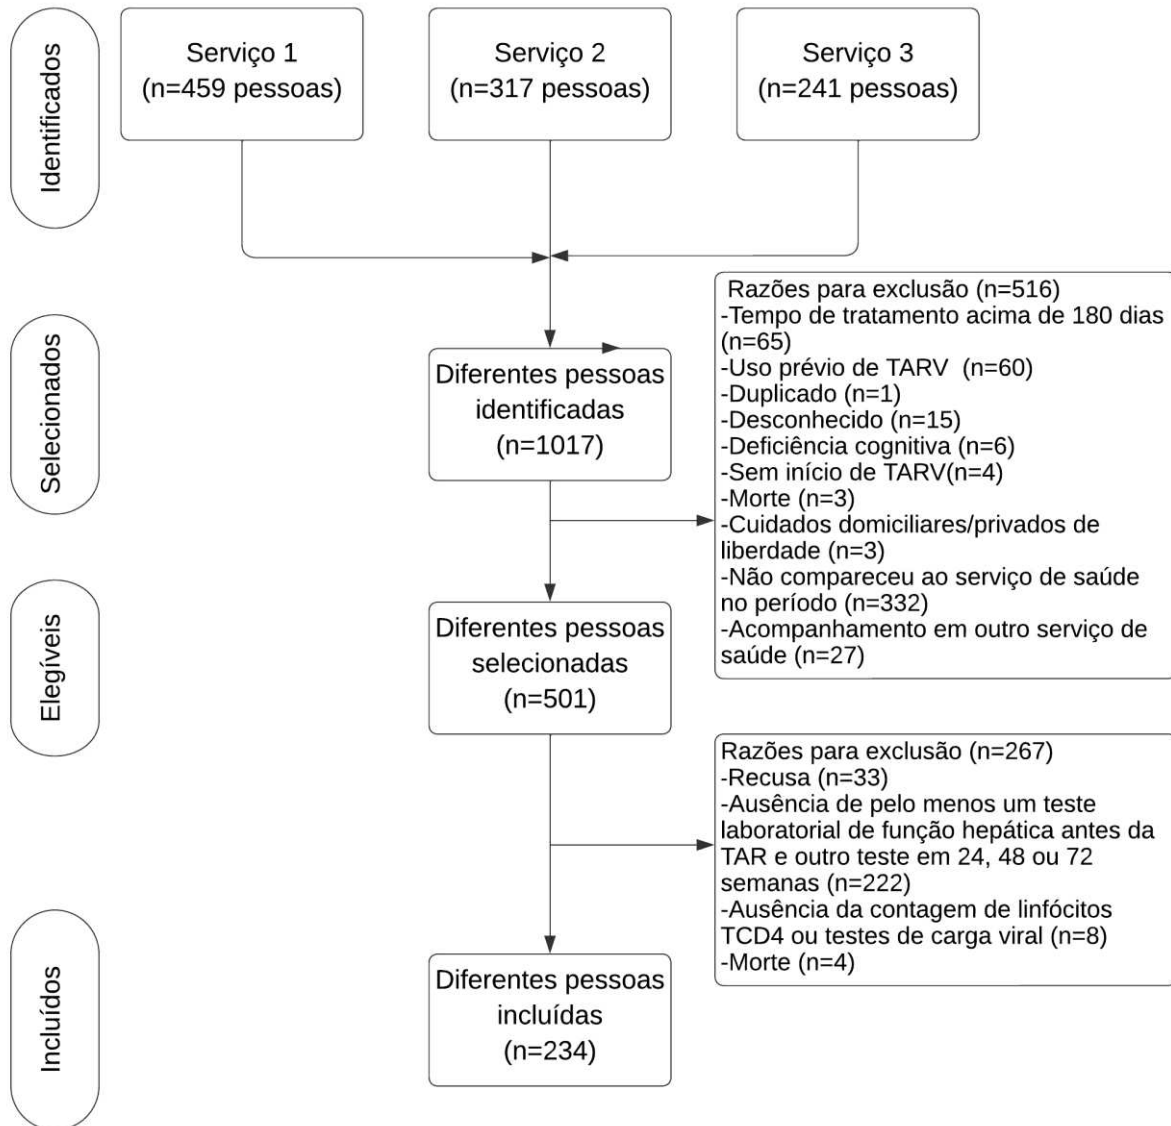 Identificados
Serviço 1
(n=459 pessoas)
Serviço 2
(n=317 pessoas)
Serviço 3
(n=241 pessoas)
Selecionados
Diferentes pessoas
identificadas
(n=1017)
Razões para exclusão (n=516)
-Tempo de tratamento acima de 180 dias
(n=65)
-Uso prévio de TARV (n=60)
-Duplicado (n=1)
-Desconhecido (n=15)
-Deficiência cognitiva (n=6)
-Sem início de TARV(n=4)
-Morte (n=3)
-Cuidados domiciliares/privados de
liberdade (n=3)
-Não compareceu ao serviço de saúde
no período (n=332)
-Acompanhamento em outro serviço de
saúde (n=27)
Elegíveis
Diferentes pessoas
selecionadas
(n=501)
Razões para exclusão (n=267)
-Recusa (n=33)
-Ausência de pelo menos um teste
laboratorial de função hepática antes da
TAR e outro teste em 24, 48 ou 72
semanas (n=222)
-Ausência da contagem de linfócitos
TCD4 ou testes de carga viral (n=8)
-Morte (n=4)
Incluídos
Diferentes pessoas
incluídas
(n=234)